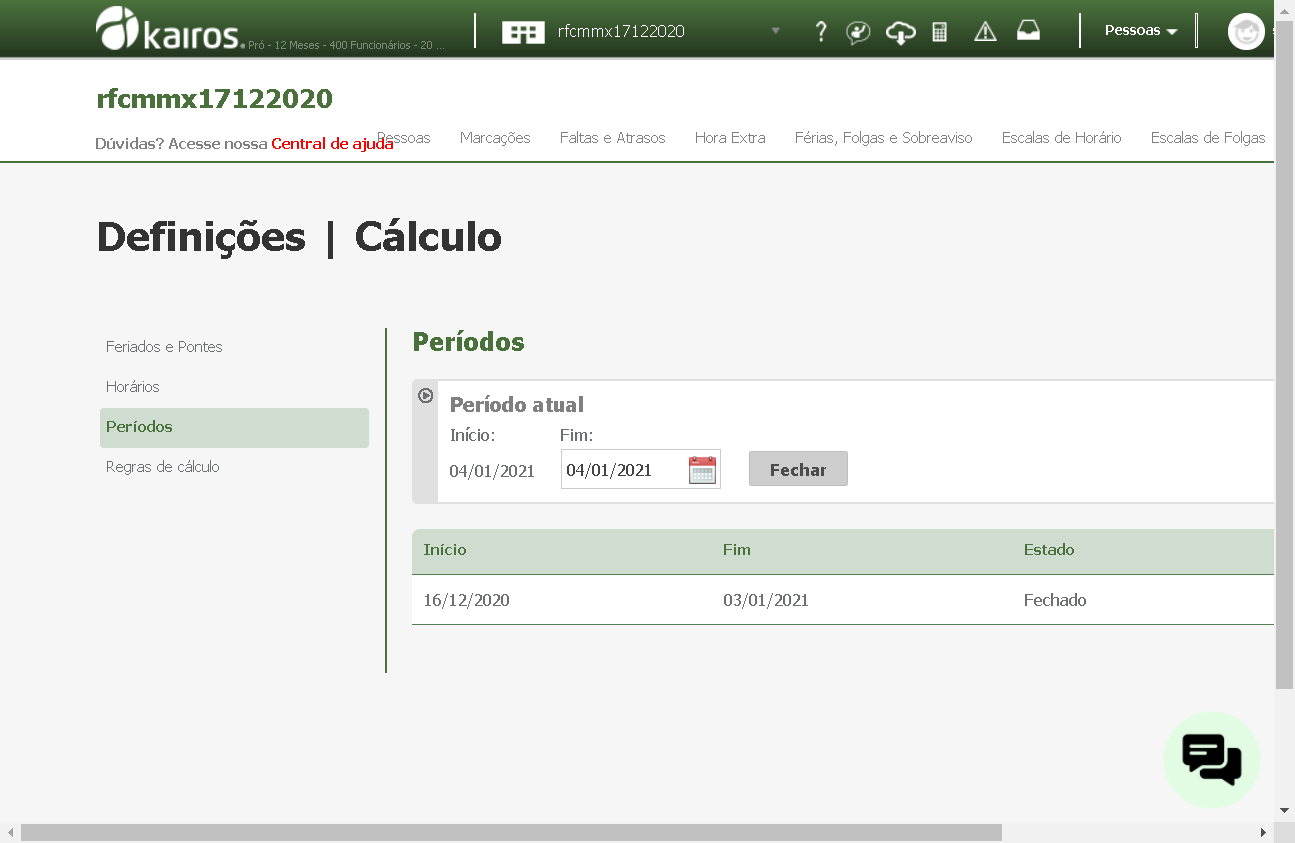 kairos. Pró - 12 Meses - 400 Funcionários - 20 ...
rfcmmx17122020
?
Pessoas
rfcmmx17122020
Dúvidas? Acesse nossa Central de ajuda
Pessoas Marcações Faltas e Atrasos Hora Extra Férias, Folgas e Sobreaviso Escalas de Horário Escalas de Folgas
Definições | Cálculo
Feriados e Pontes
Horários
Períodos
Regras de cálculo
Períodos
Período atual
Início: Fim:
04/01/2021 04/01/2021 Fechar
Início Fim Estado
16/12/2020 03/01/2021 Fechado